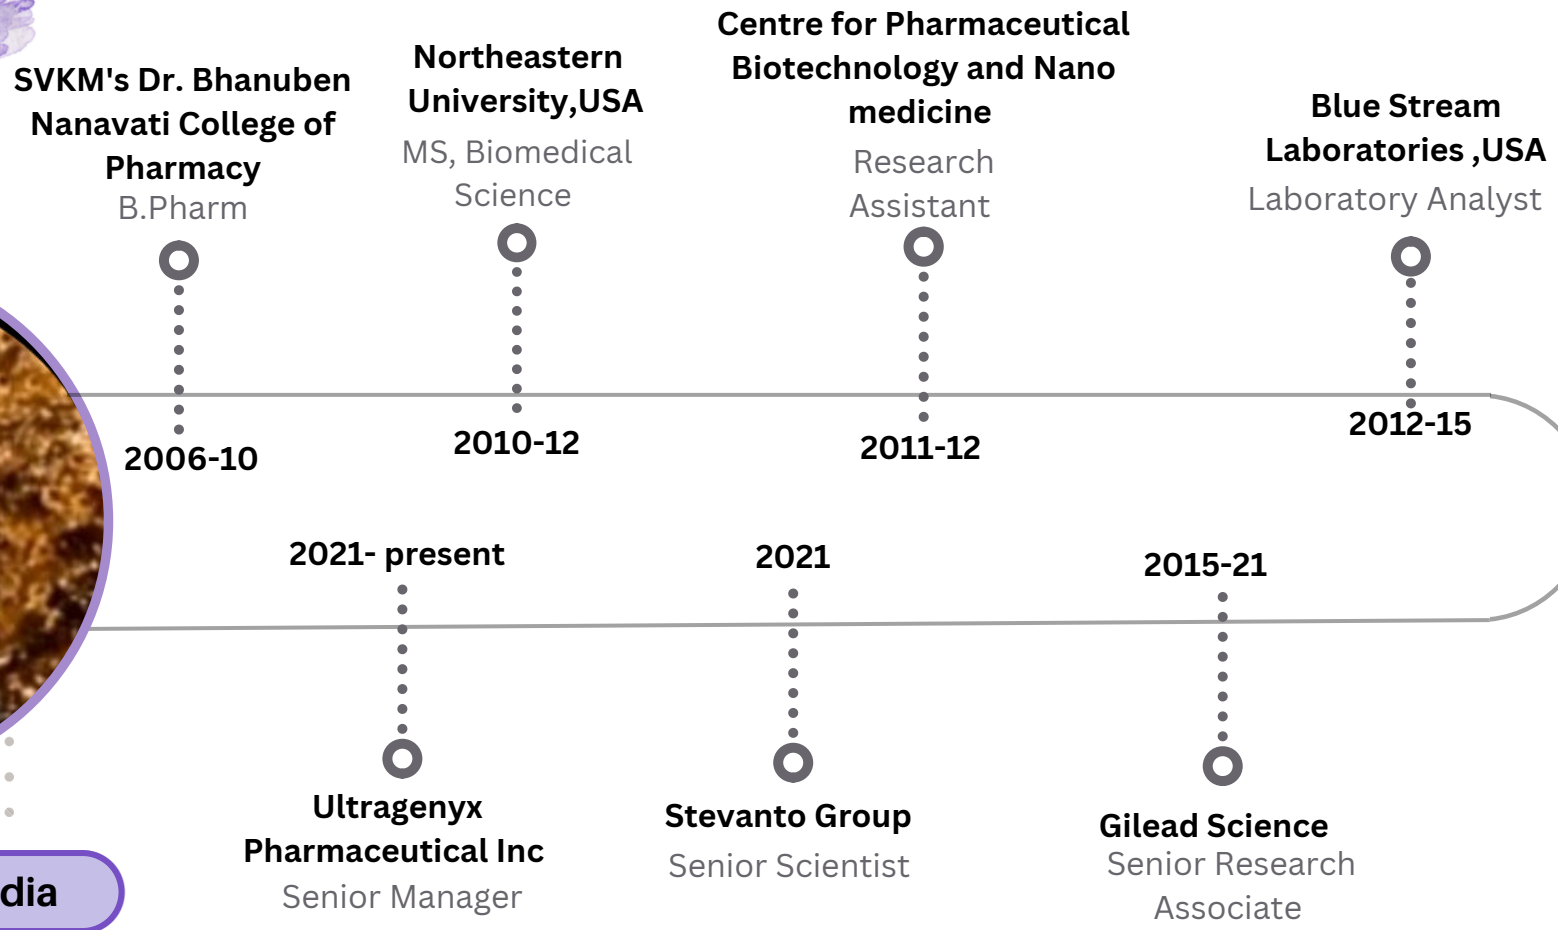 SVKM's Dr. Bhanuben
Nanavati College of
Pharmacy
B.Pharm
2006-10
Northeastern
University,USA
MS, Biomedical
Science
2010-12
Centre for Pharmaceutical
Biotechnology and Nano
medicine
Research
Assistant
2011-12
Blue Stream
Laboratories ,USA
Laboratory Analyst
2012-15
2015-21
Gilead Science
Senior Research
Associate
2021
Stevanto Group
Senior Scientist
2021- present
Ultragenyx
Pharmaceutical Inc
Senior Manager
dia